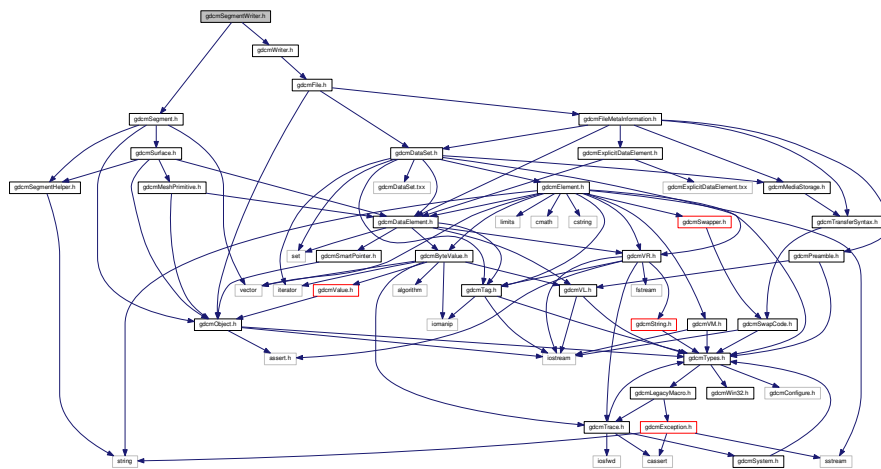 gdcmSegmentWriter.h
gdcmWriter.h
gdcmFile.h
gdcmSegment.h
gdcmFileMetaInformation.h
gdcmSurface.h
gdcmDataSet.h
gdcmExplicitDataElement.h
gdcmSegmentHelper.h
gdcmMeshPrimitive.h
gdcmDataSet.txx
gdcmElement.h
gdcmExplicitDataElement.txx
gdcmMediaStorage.h
gdcmDataElement.h
limits
cmath
cstring
gdcmSwapper.h
gdcmTransferSyntax.h
set
gdcmSmartPointer.h
gdcmByteValue.h
gdcmVR.h
gdcmPreamble.h
vector
iterator
gdcmValue.h
algorithm
gdcmTag.h
gdcmVL.h
fstream
gdcmObject.h
iomanip
gdcmString.h
gdcmVM.h
gdcmSwapCode.h
assert.h
iostream
gdcmTypes.h
gdcmLegacyMacro.h
gdcmWin32.h
gdcmConfigure.h
gdcmTrace.h
gdcmException.h
string
iosfwd
cassert
gdcmSystem.h
sstream